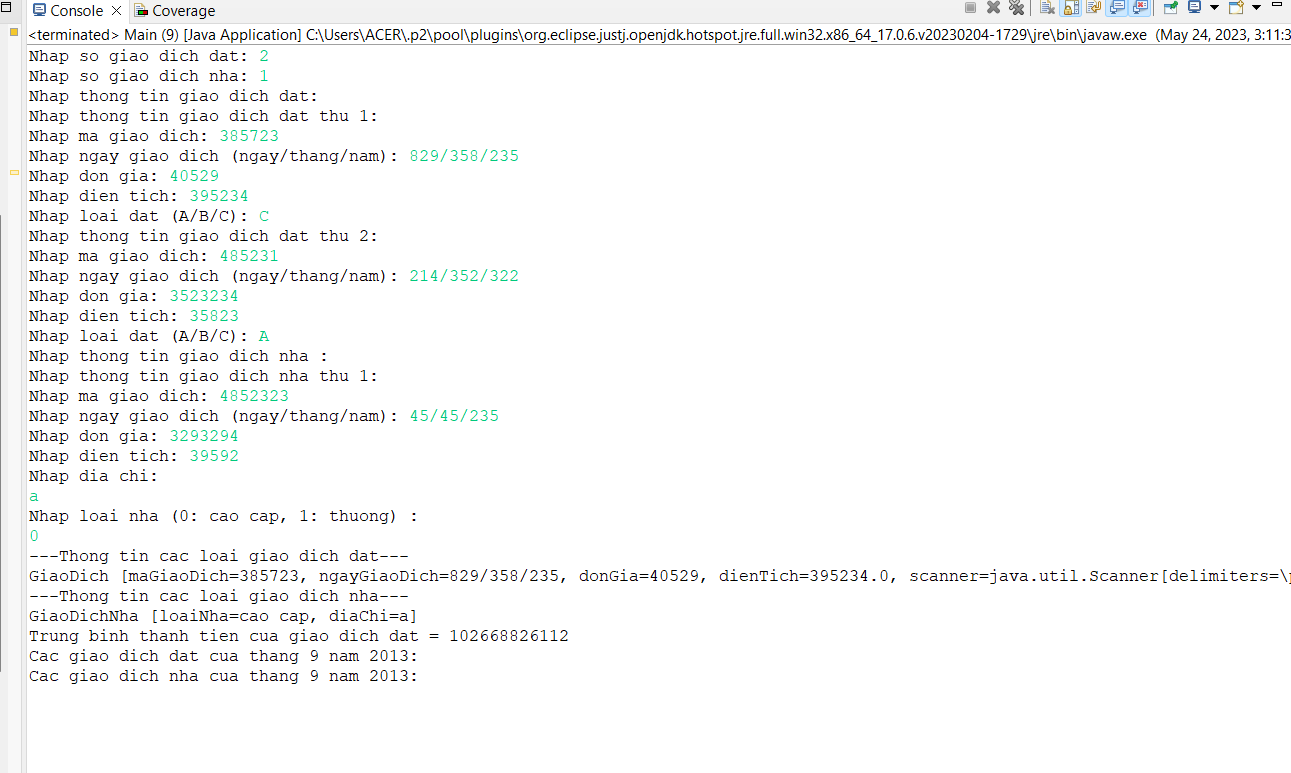 Console Coverage
<terminated> Main (9) [Java Application] C:\Users\ACER\.p2\pool\plugins\org.eclipse.justj.openjdk.hotspot.jre.full.win32.x86_64_17.0.6.v20230204-1729\jre\bin\javaw.exe (May 24, 2023, 3:11:3
Nhap so giao dich dat: 2
Nhap so giao dich nha: 1
Nhap thong tin giao dich dat:
Nhap thong tin giao dich dat thu 1:
Nhap ma giao dich: 385723
Nhap ngay giao dich (ngay/thang/nam): 829/358/235
Nhap don gia: 40529
Nhap dien tich: 395234
Nhap loai dat (A/B/C): C
Nhap thong tin giao dich dat thu 2:
Nhap ma giao dich: 485231
Nhap ngay giao dich (ngay/thang/nam): 214/352/322
Nhap don gia: 3523234
Nhap dien tich: 35823
Nhap loai dat (A/B/C): A
Nhap thong tin giao dich nha :
Nhap thong tin giao dich nha thu 1:
Nhap ma giao dich: 4852323
Nhap ngay giao dich (ngay/thang/nam): 45/45/235
Nhap don gia: 3293294
Nhap dien tich: 39592
Nhap dia chi:
a
Nhap loai nha (0: cao cap, 1: thuong) :
0
---Thong tin cac loai giao dich dat---
GiaoDich [maGiaoDich=385723, ngayGiaoDich=829/358/235, donGia=40529, dienTich=395234.0, scanner=java.util.Scanner[delimiters=\p
---Thong tin cac loai giao dich nha---
GiaoDichNha [loaiNha=cao cap, diaChi=a]
Trung binh thanh tien cua giao dich dat = 102668826112
Cac giao dich dat cua thang 9 nam 2013:
Cac giao dich nha cua thang 9 nam 2013: